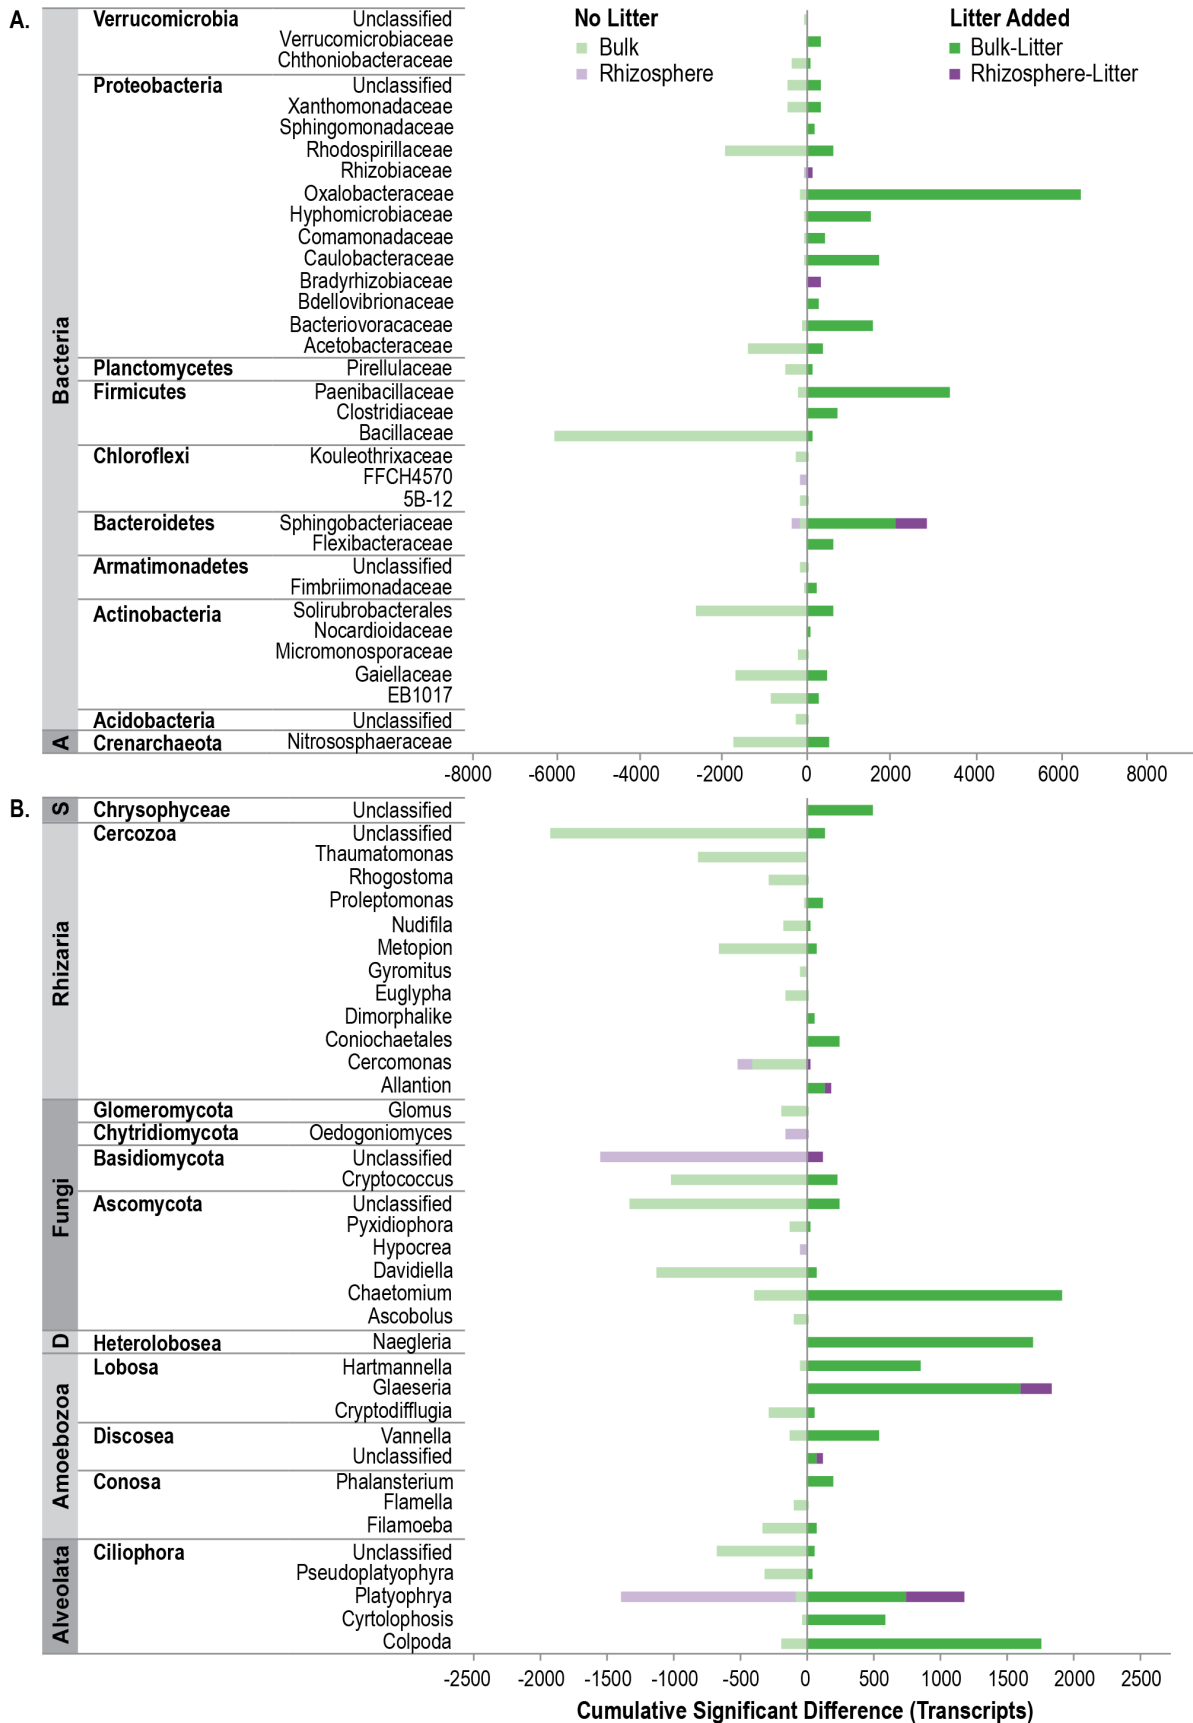 A.
No Litter
Bulk
Rhizosphere
Litter Added
Bulk-Litter
Rhizosphere-Litter
Bacteria
Verrucomicrobia Unclassified
Verrucomicrobiaceae
Chthoniobacteraceae
Proteobacteria Unclassified
Xanthomonadaceae
Sphingomonadaceae
Rhodospirillaceae
Rhizobiaceae
Oxalobacteraceae
Hyphomicrobiaceae
Comamonadaceae
Caulobacteraceae
Bradyrhizobiaceae
Bdellovibrionaceae
Bacteriovoracaceae
Acetobacteraceae
Planctomycetes Pirellulaceae
Firmicutes Paenibacillaceae
Clostridiaceae
Bacillaceae
Chloroflexi Kouleothrixaceae
FFCH4570
5B-12
Bacteroidetes Sphingobacteriaceae
Flexibacteraceae
Armatimonadetes Unclassified
Fimbriimonadaceae
Actinobacteria Solirubrobacterales
Nocardioidaceae
Micromonosporaceae
Gaiellaceae
EB1017
Acidobacteria Unclassified
A Crenarchaeota Nitrososphaeraceae
-8000 -6000 -4000 -2000 0 2000 4000 6000 8000
B.
S Chrysophyceae Unclassified
Rhizaria
Cercozoa Unclassified
Thaumatomonas
Rhogostoma
Proleptomonas
Nudifila
Metopion
Gyromitus
Euglypha
Dimorphalike
Coniochaetales
Cercomonas
Allantion
Fungi
Glomeromycota Glomus
Chytridiomycota Oedogoniomyces
Basidiomycota Unclassified
Cryptococcus
Ascomycota Unclassified
Pyxidiophora
Hypocrea
Davidiella
Chaetomium
Ascobolus
D Heterolobosea Naegleria
Amoebozoa
Lobosa Hartmannella
Glaeseria
Cryptodifflugia
Discosea Vannella
Unclassified
Conosa Phalansterium
Flamella
Filamoeba
Alveolata
Ciliophora Unclassified
Pseudoplatyophyra
Platyophrya
Cyrtolophosis
Colpoda
-2500 -2000 -1500 -1000 -500 0 500 1000 1500 2000 2500
Cumulative Significant Difference (Transcripts)